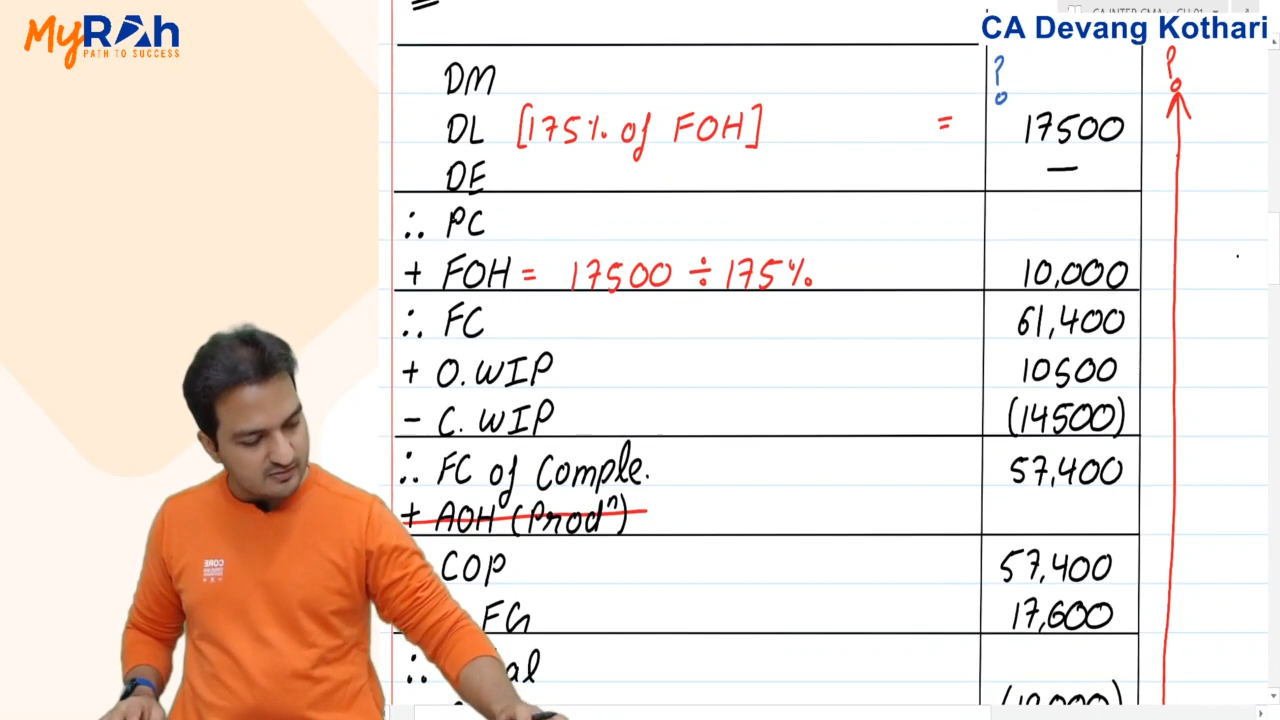 MyRAh
PATH TO SUCCESS
CA Devang Kothari
DM ?
DL [175% of FOH] = 17500
DE —
∴ PC
+ FOH = 17500 ÷ 175% 10,000
∴ FC 61,400
+ O. WIP 10500
- C. WIP (14500)
∴ FC of Comple. 57,400
+ AOH (Prodⁿ)
COP 57,400
FG 17,600
?
CORE